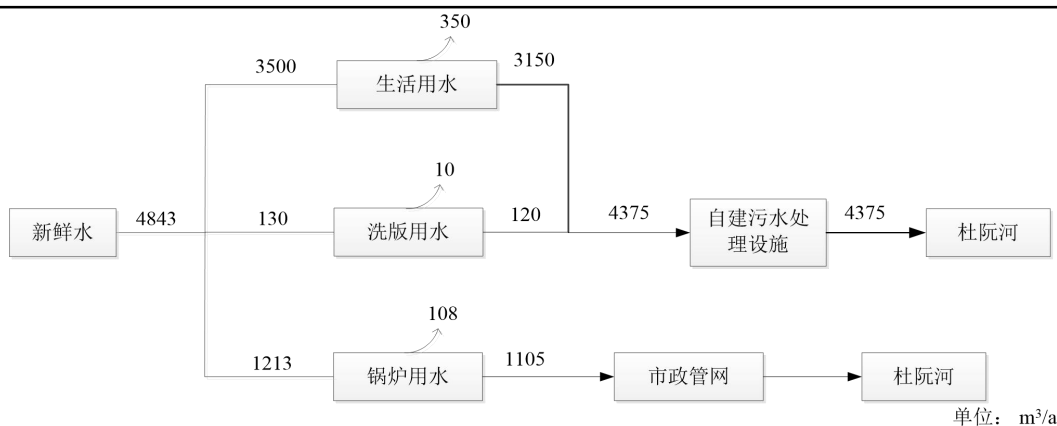 350
3500
生活用水
3150
10
新鲜水
4843
130
洗版用水
120
4375
自建污水处
理设施
4375
杜阮河
108
1213
锅炉用水
1105
市政管网
杜阮河
单位： m³/a